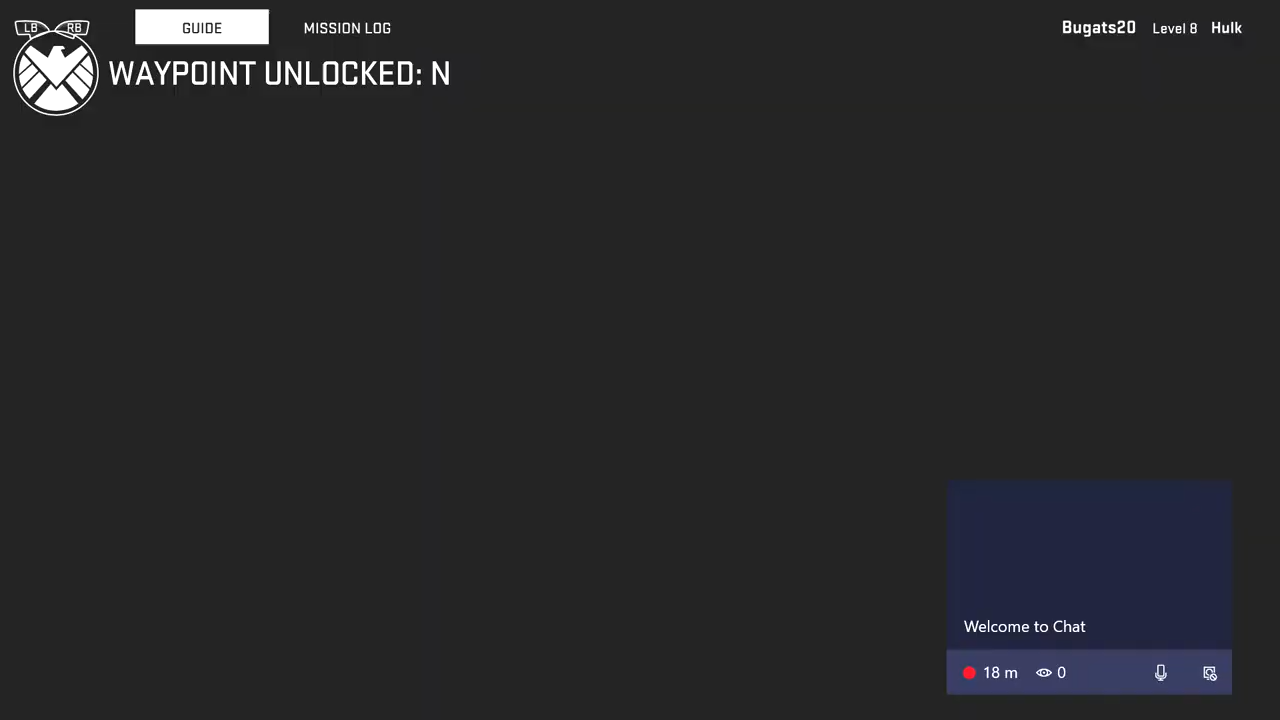 LB RB GUIDE MISSION LOG Bugats20 Level 8 Hulk
WAYPOINT UNLOCKED: N
Welcome to Chat
18 m 0